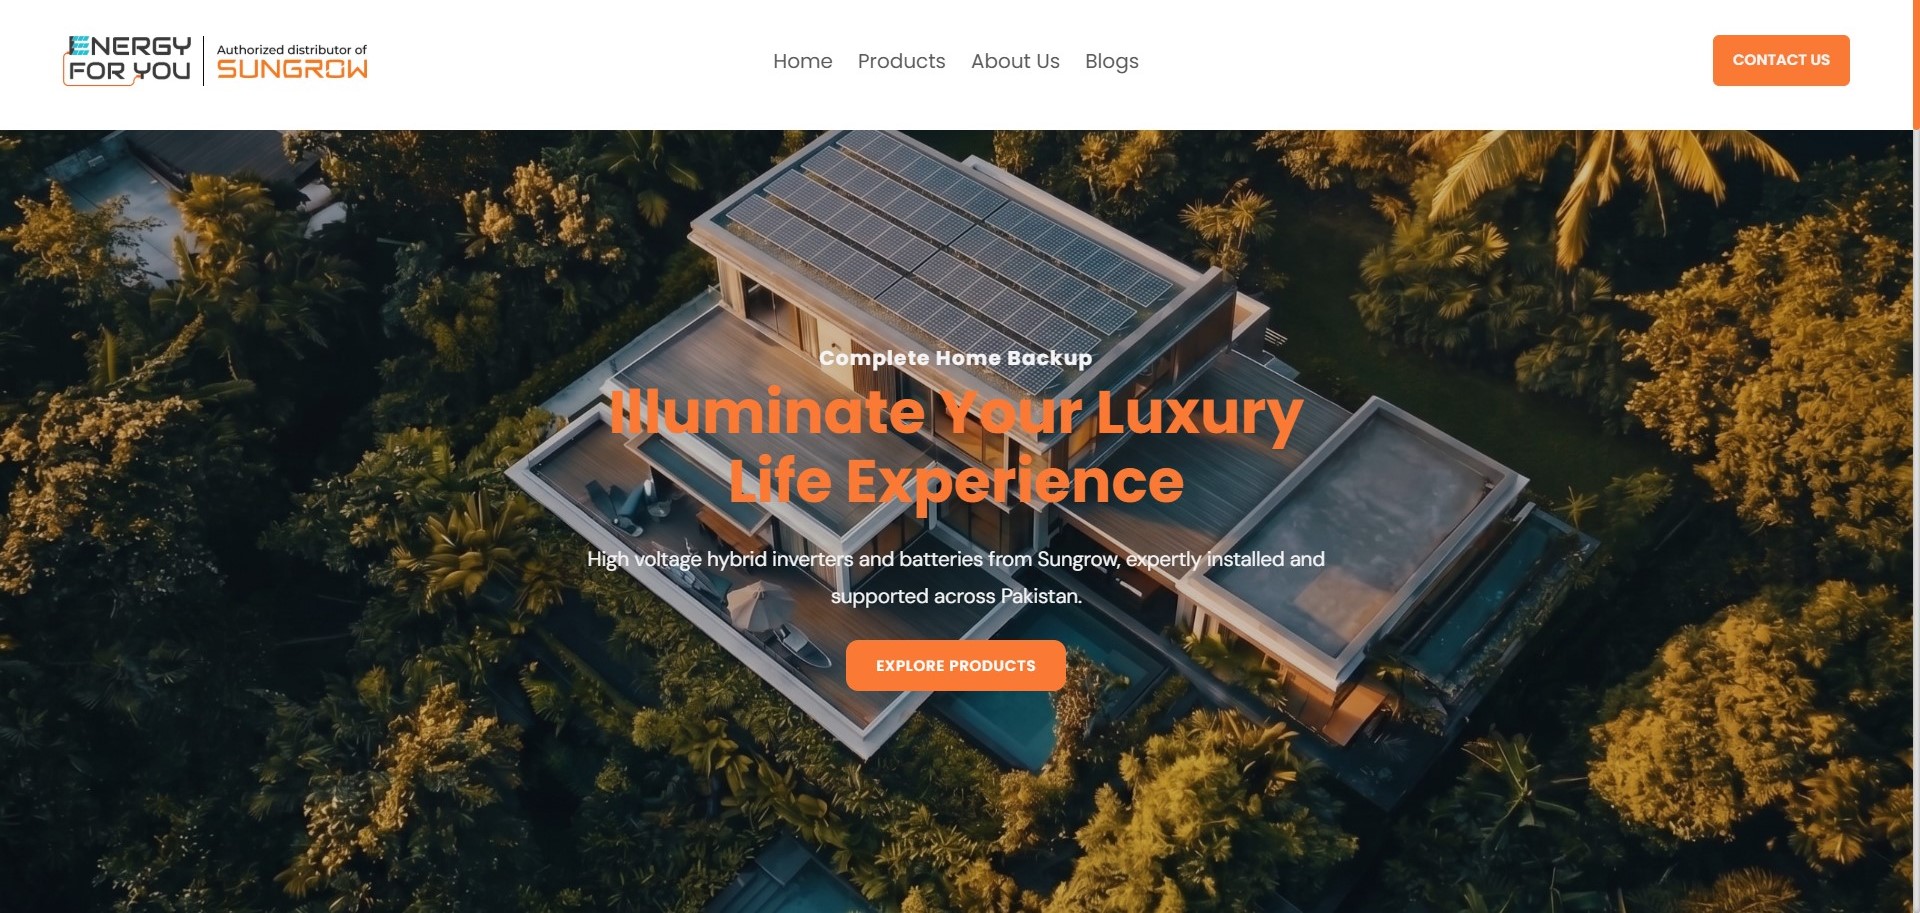 ENERGY
FOR YOU
Authorized distributor of
SUNGROW
Home Products About Us Blogs
CONTACT US
Complete Home Backup
Illuminate Your Luxury
Life Experience
High voltage hybrid inverters and batteries from Sungrow, expertly installed and
supported across Pakistan.
EXPLORE PRODUCTS